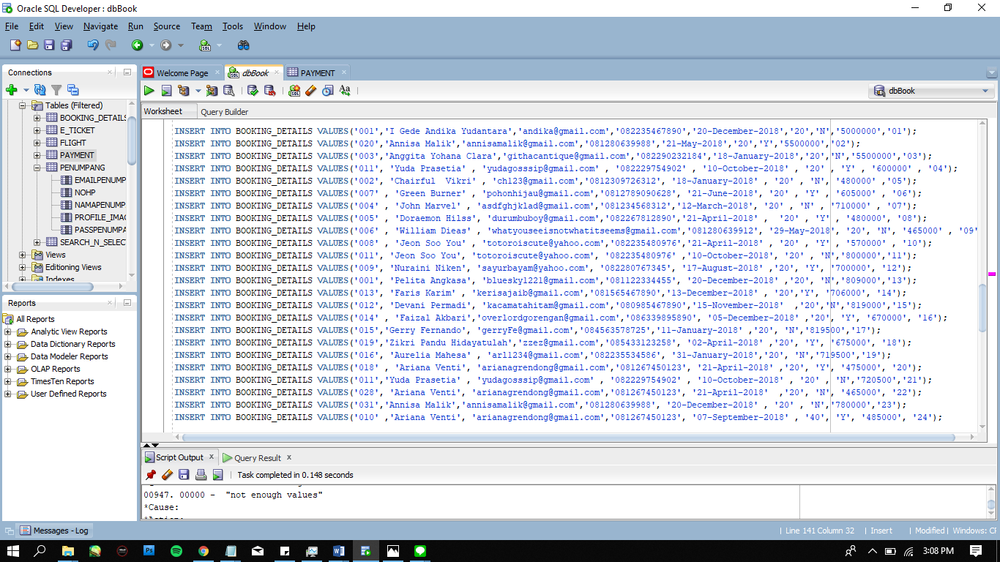 Oracle SQL Developer : dbBook
File Edit View Navigate Run Source Team Tools Window Help
Connections
Welcome Page
dbBook
PAYMENT
dbBook
Worksheet
Query Builder
Tables (Filtered)
BOOKING_DETAILS
E_TICKET
FLIGHT
PAYMENT
PENUMPANG
EMAILPENUMP
NOHP
NAMAPENUMP
PROFILE_IMAG
PASSPENUMPA
SEARCH_N_SELEC
Views
Editioning Views
Indexes
INSERT INTO BOOKING_DETAILS VALUES('001','I Gede Andika Yudantara','andika@gmail.com','082235467890','20-December-2018','20','N','5000000','01');
INSERT INTO BOOKING_DETAILS VALUES('020','Annisa Malik','annisamalik@gmail.com','081280639988','21-May-2018','20','Y','5500000','02');
INSERT INTO BOOKING_DETAILS VALUES('003','Anggita Yohana Clara','githacantique@gmail.com','082290232184','18-January-2018','20','N','5500000','03');
INSERT INTO BOOKING_DETAILS VALUES('011', 'Yuda Prasetia' , 'yudagosssip@gmail.com' , '082229754902' , '10-October-2018' , '20' , 'Y' , '600000' , '04');
INSERT INTO BOOKING_DETAILS VALUES('002', 'Chairful  Vikri' , 'ch123@gmail.com','0812309726312, '18-January-2018' , '20' , 'N', '480000' , '05');
INSERT INTO BOOKING_DETAILS VALUES('007' , 'Green Burner' , 'pohonhijau@gmail.com','0812789090628', '21-June-2018', '20' , 'Y' , '605000' , '06');
INSERT INTO BOOKING_DETAILS VALUES('004' , 'John Marvel' , 'asdfghjklad@gmail.com','081234568312,'12-March-2018' , '20' , 'N' , '710000' , '07');
INSERT INTO BOOKING_DETAILS VALUES('005' , 'Doraemon Hilss' ,'durumbuboy@gmail.com','082267812890','21-April-2018' ,  '20' , 'Y' , '480000' , '08');
INSERT INTO BOOKING_DETAILS VALUES('006' , 'William Dieas' , 'whatyouseeisnotwhatitseems@gmail.com','081280639912, '29-May-2018', '20', 'N', '465000' , '09'
INSERT INTO BOOKING_DETAILS VALUES('008' , 'Jeon Soo You' , 'totoroiscute@yahoo.com','082235480976','21-April-2018' , '20' , 'Y' , '570000' , '10');
INSERT INTO BOOKING_DETAILS VALUES('011' , 'Jeon Soo You', 'totoroiscute@yahoo.com', '082235480976' ,'10-October-2018', '20' , 'N','800000','11');
INSERT INTO BOOKING_DETAILS VALUES('009' , 'Nuraini Niken' , 'sayurbayam@yahoo.com' , '082280767345', '17-August-2018' , '20' , 'Y', '700000' , '12');
INSERT INTO BOOKING_DETAILS VALUES('001' , 'Pelita Angkasa' , 'bluesky1221@gmail.com' ,'081122334455' , '20-December-2018' , '20', 'N','809000','13');
INSERT INTO BOOKING_DETAILS VALUES('013' , 'Faris Karim' , 'kerisajaib@gmail.com' ,'081565467890','13-December-2018' , '20','Y', '706000' , '14');
INSERT INTO BOOKING_DETAILS VALUES('012' , 'Devani Permadi' , 'kacamatahitam@gmail.com' , '080985467890','15-November-2018'  ,'20','N','819000','15');
INSERT INTO BOOKING_DETAILS VALUES('014' , 'Faizal Akbari','overlordgorengan@gmail.com','086339895890', '05-December-2018' ,'20', 'Y', '670000' , '16');
INSERT INTO BOOKING_DETAILS VALUES('015','Gerry Fernando', 'gerryFe@gmail.com' ,'084563578725','11-January-2018' ,'20', 'N','819500','17');
INSERT INTO BOOKING_DETAILS VALUES('019','Zikri Pandu Hidayatulah','zzez@gmail.com' ,'085433123258', '02-April-2018' ,'20', 'Y', '675000' , '18');
INSERT INTO BOOKING_DETAILS VALUES('016', 'Aurelia Mahesa' , 'arl1234@gmail.com' ,'082235534586', '31-January-2018','20', 'N','719500','19');
INSERT INTO BOOKING_DETAILS VALUES('018' , 'Ariana Venti' , 'arianagrendong@gmail.com' ,'081267450123', '21-April-2018' , '20', 'Y', '475000' , '20');
INSERT INTO BOOKING_DETAILS VALUES('011','Yuda Prasetia' , 'yudagosssip@gmail.com' , '082229754902' , '10-October-2018' , '20' , 'N','720500','21');
INSERT INTO BOOKING_DETAILS VALUES('028' , 'Ariana Venti' , 'arianagrendong@gmail.com','081267450123, '21-April-2018'  ,'20', 'N', '465000' , '22');
INSERT INTO BOOKING_DETAILS VALUES('031' ,'Annisa Malik','annisamalik@gmail.com','081280639988', '20-December-2018' , '20' , 'N','780000','23');
INSERT INTO BOOKING_DETAILS VALUES('010' ,'Ariana Venti', 'arianagrendong@gmail.com','081267450123', '07-September-2018' , '40', 'Y', '485000' , '24');
Reports
All Reports
Analytic View Reports
Data Dictionary Reports
Data Modeler Reports
OLAP Reports
TimesTen Reports
User Defined Reports
Script Output
Query Result
Task completed in 0.148 seconds
00947. 00000 -  "not enough values"
*Cause:
*Action:
Messages - Log
Line 141 Column 32
Insert
Modified
Windows: CF
3:08 PM